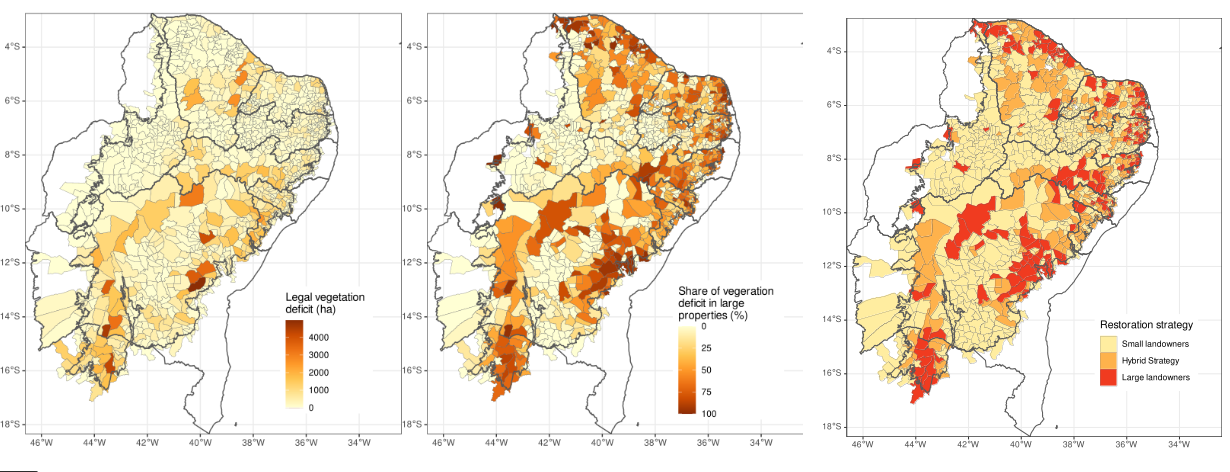 4°S
6°S
8°S
10°S
12°S
14°S
16°S
18°S
46°W
44°W
42°W
40°W
38°W
36°W
34°W
Legal vegetation
deficit (ha)
4000
3000
2000
1000
0
4°S
6°S
8°S
10°S
12°S
14°S
16°S
18°S
46°W
44°W
42°W
40°W
38°W
36°W
34°W
Share of vegeration
deficit in large
properties (%)
0
25
50
75
100
4°S
6°S
8°S
10°S
12°S
14°S
16°S
18°S
46°W
44°W
42°W
40°W
38°W
36°W
34°W
Restoration strategy
Small landowners
Hybrid Strategy
Large landowners